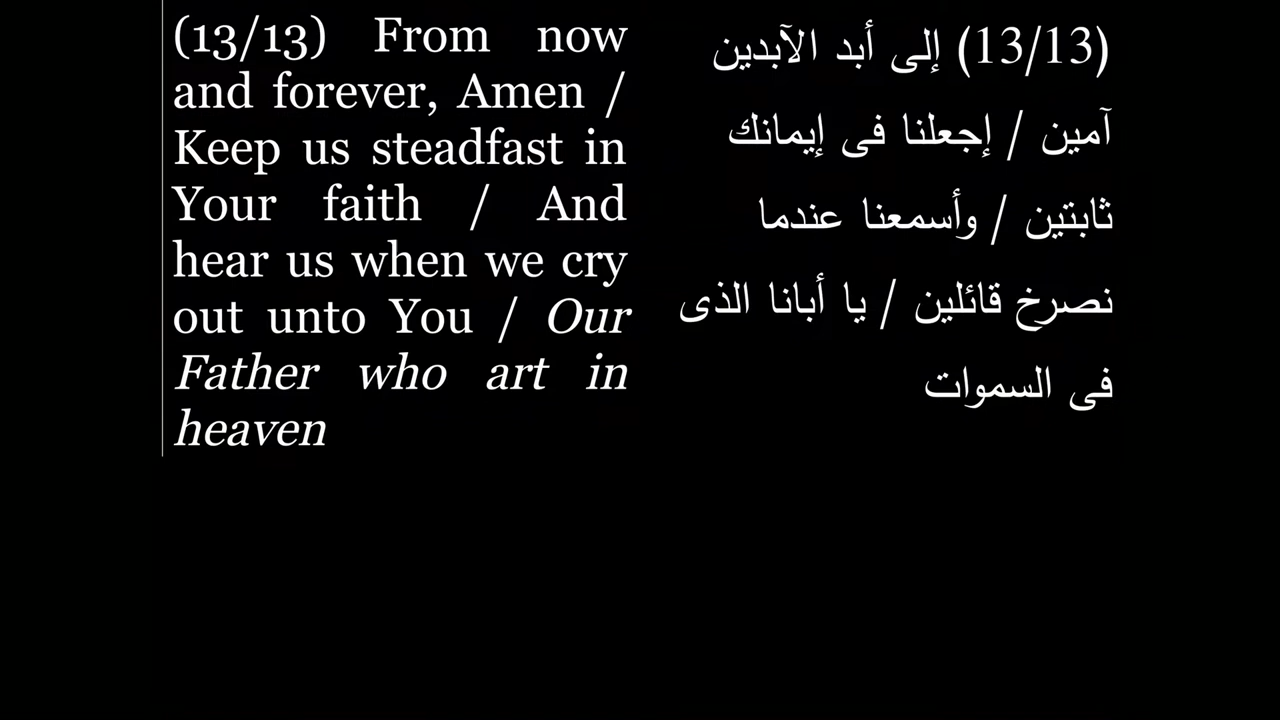 (13/13) From now
and forever, Amen /
Keep us steadfast in
Your faith / And
hear us when we cry
out unto You / Our
Father who art in
heaven
(13/13) إلى أبد الآبدين
آمين / إجعلنا فى إيمانك
ثابتين / وأسمعنا عندما
نصرخ قائلين / يا أبانا الذى
فى السموات